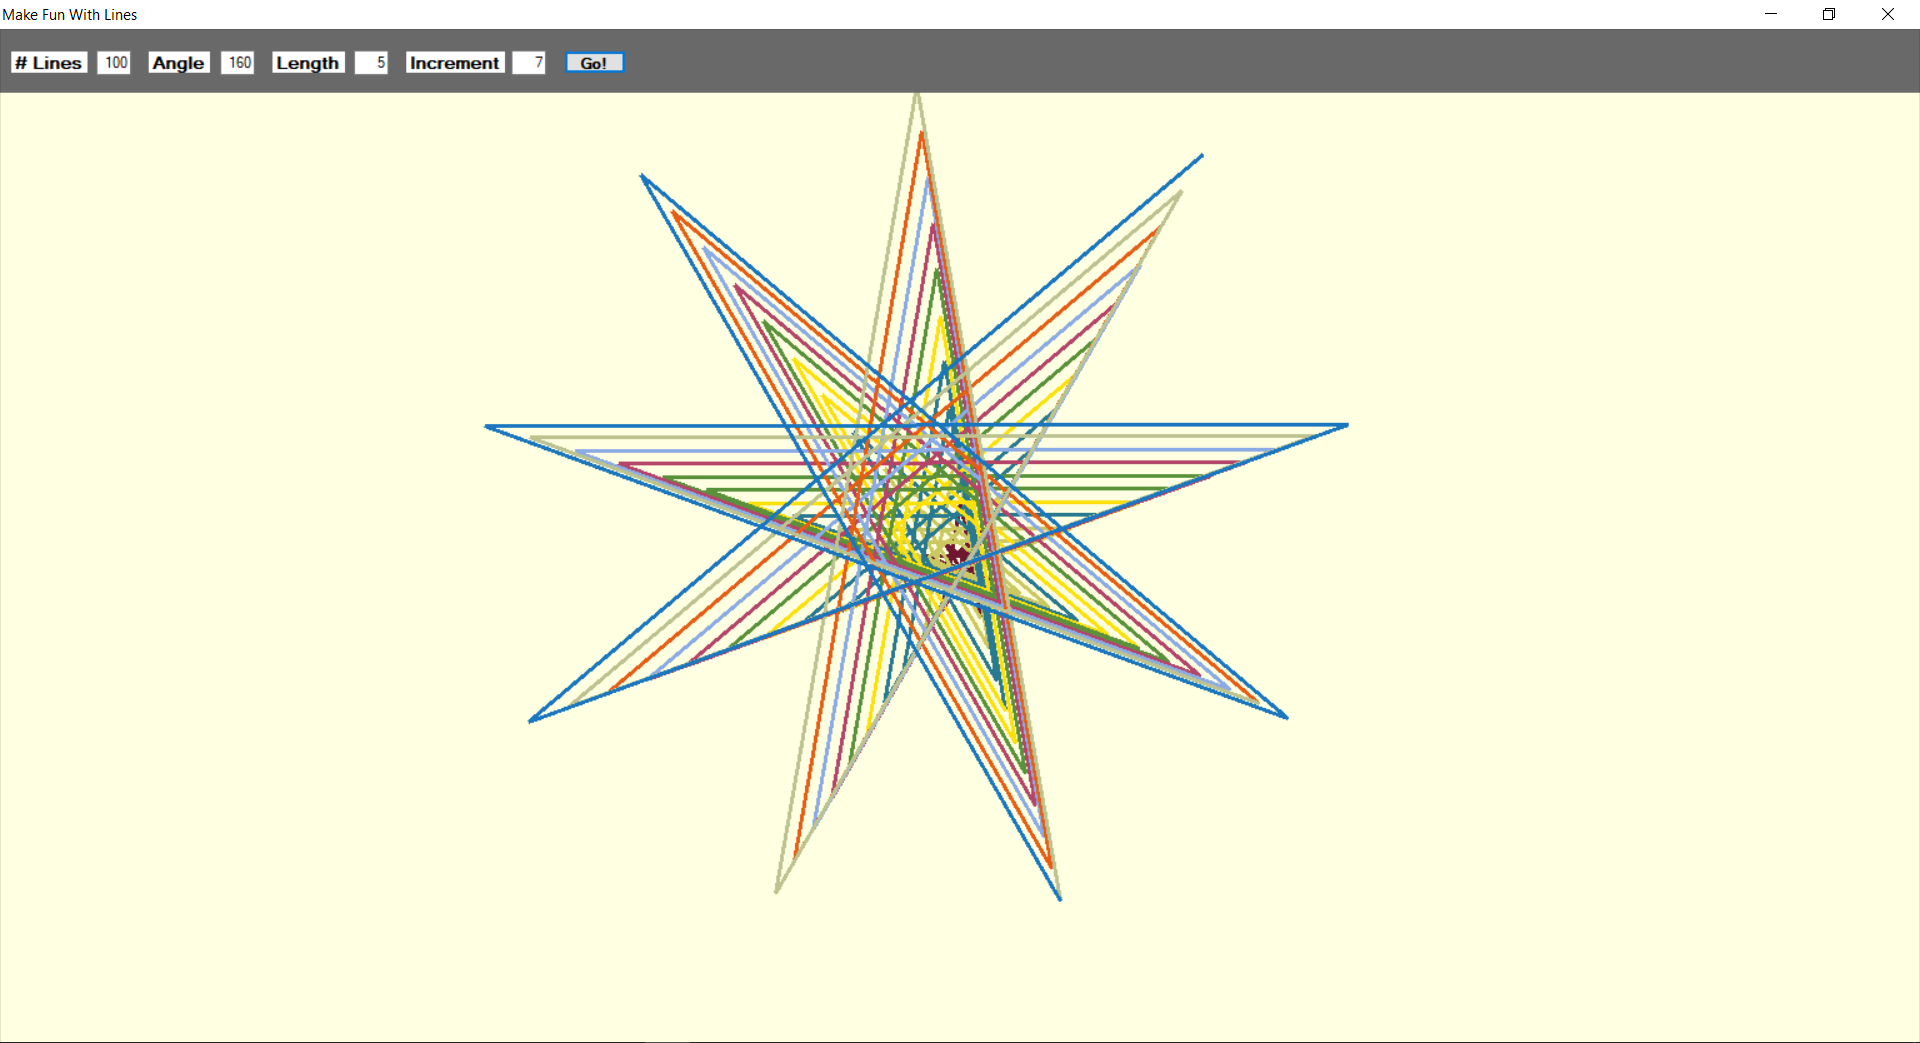 Make Fun With Lines
# Lines 100 Angle 160 Length 5 Increment 7 Go!